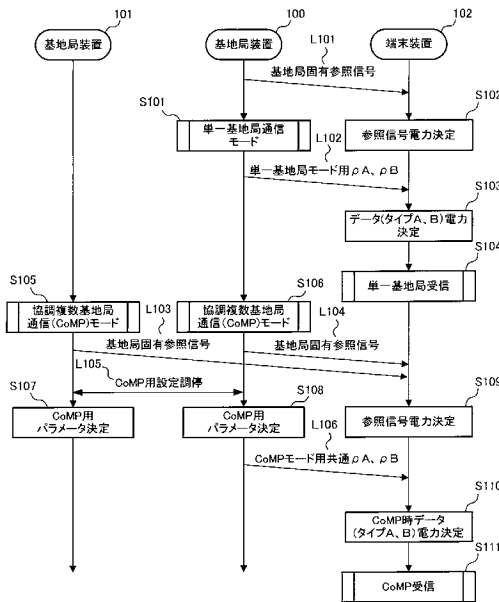 101
100
102
基地局装置
基地局装置
端末装置
L101
基地局固有参照信号
S101
S102
単一基地局通信
モード
参照信号電力決定
L102
単一基地局モード用ρA、ρB
S103
データ(タイプA、B)電力
決定
S104
単一基地局受信
S105
協調複数基地局
通信(CoMP)モード
S106
協調複数基地局
通信(CoMP)モード
L103
L104
基地局固有参照信号
基地局固有参照信号
L105
CoMP用設定調停
S107
S108
S109
CoMP用
パラメータ決定
CoMP用
パラメータ決定
参照信号電力決定
L106
CoMPモード用共通ρA、ρB
S110
CoMP時データ
(タイプA、B)電力決定
S111
CoMP受信